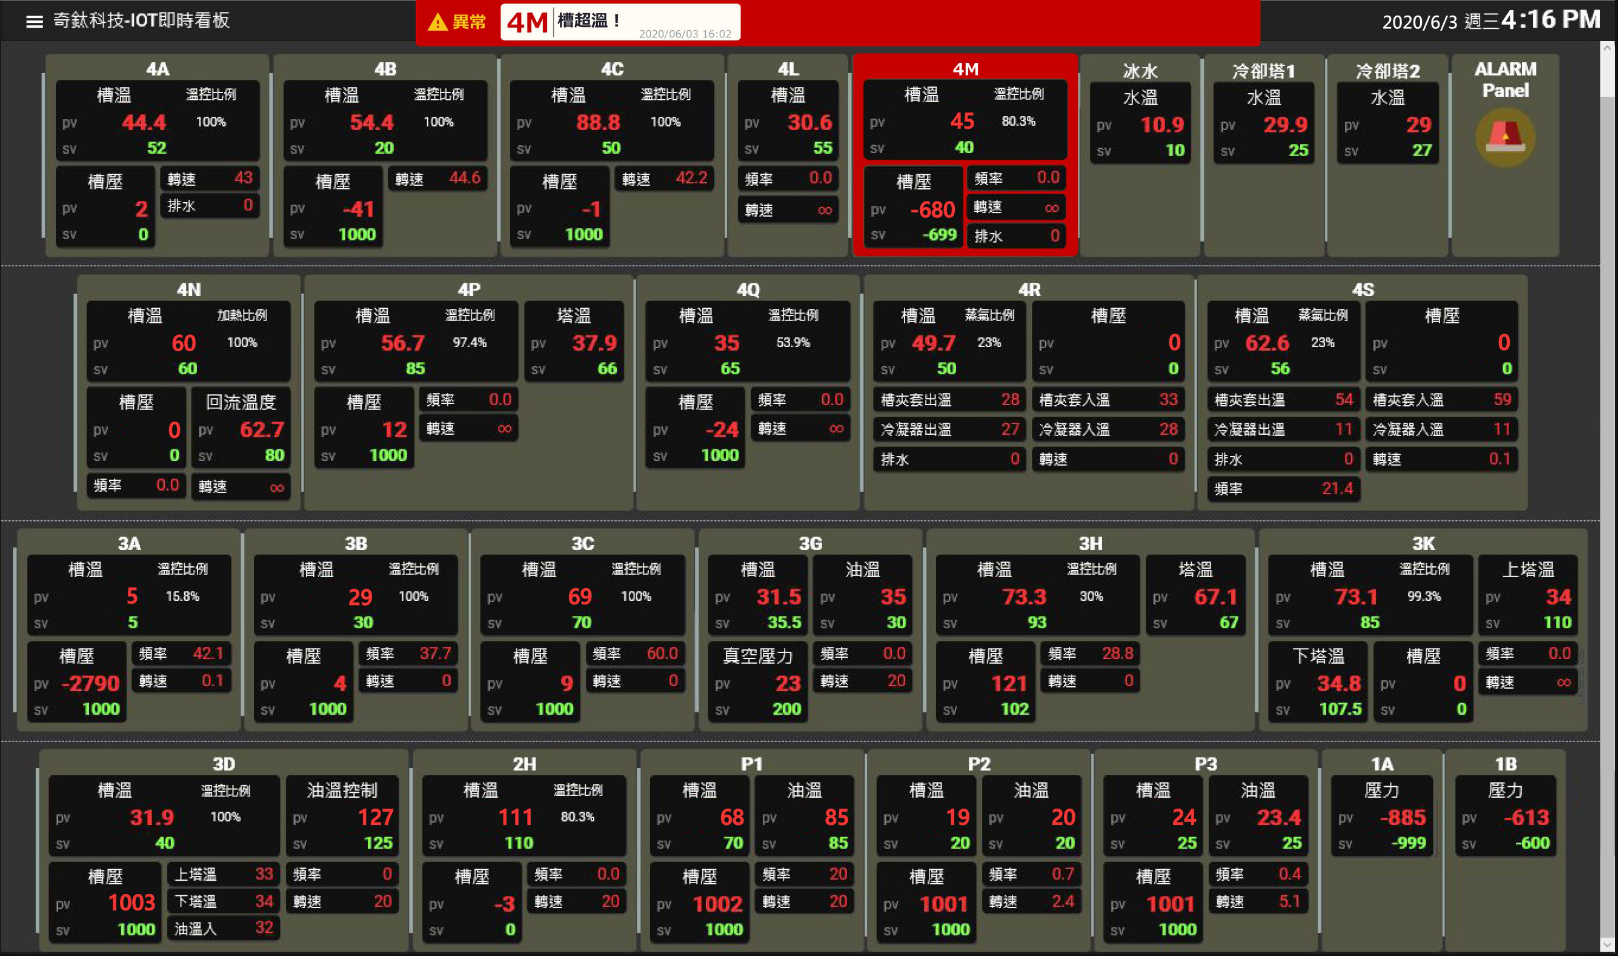 奇鈦科技-IOT即時看板
異常
4M 槽超溫！
2020/06/03 16:02
2020/6/3 週三 4:16 PM
4A
槽溫 溫控比例
pv 44.4 100%
sv 52
槽壓
pv 2
sv 0
轉速 43
排水 0
4B
槽溫 溫控比例
pv 54.4 100%
sv 20
槽壓
pv -41
sv 1000
轉速 44.6
4C
槽溫 溫控比例
pv 88.8 100%
sv 50
槽壓
pv -1
sv 1000
轉速 42.2
4L
槽溫
pv 30.6
sv 55
頻率 0.0
轉速 ∞
4M
槽溫 溫控比例
pv 45 80.3%
sv 40
槽壓
pv -680
sv -699
頻率 0.0
轉速 ∞
排水 0
冰水
水溫
pv 10.9
sv 10
冷卻塔1
水溫
pv 29.9
sv 25
冷卻塔2
水溫
pv 29
sv 27
ALARM
Panel
4N
槽溫 加熱比例
pv 60 100%
sv 60
槽壓
pv 0
sv 0
回流溫度
pv 62.7
sv 80
頻率 0.0
轉速 ∞
4P
槽溫 溫控比例
pv 56.7 97.4%
sv 85
塔溫
pv 37.9
sv 66
槽壓
pv 12
sv 1000
頻率 0.0
轉速 ∞
4Q
槽溫 溫控比例
pv 35 53.9%
sv 65
槽壓
pv -24
sv 1000
頻率 0.0
轉速 ∞
4R
槽溫 蒸氣比例
pv 49.7 23%
sv 50
槽壓
pv 0
sv 0
槽夾套出溫 28
槽夾套入溫 33
冷凝器出溫 27
冷凝器入溫 28
排水 0
轉速 0
4S
槽溫 蒸氣比例
pv 62.6 23%
sv 56
槽壓
pv 0
sv 0
槽夾套出溫 54
槽夾套入溫 59
冷凝器出溫 11
冷凝器入溫 11
排水 0
轉速 0.1
頻率 21.4
3A
槽溫 溫控比例
pv 5 15.8%
sv 5
槽壓
pv -2790
sv 1000
頻率 42.1
轉速 0.1
3B
槽溫 溫控比例
pv 29 100%
sv 30
槽壓
pv 4
sv 1000
頻率 37.7
轉速 0
3C
槽溫 溫控比例
pv 69 100%
sv 70
槽壓
pv 9
sv 1000
頻率 60.0
轉速 0
3G
槽溫
pv 31.5
sv 35.5
油溫
pv 35
sv 30
真空壓力
pv 23
sv 200
頻率 0.0
轉速 20
3H
槽溫 溫控比例
pv 73.3 30%
sv 93
塔溫
pv 67.1
sv 67
槽壓
pv 121
sv 102
頻率 28.8
轉速 0
3K
槽溫 溫控比例
pv 73.1 99.3%
sv 85
上塔溫
pv 34
sv 110
下塔溫
pv 34.8
sv 107.5
槽壓
pv 0
sv 0
頻率 0.0
轉速 ∞
3D
槽溫 溫控比例
pv 31.9 100%
sv 40
油溫控制
pv 127
sv 125
槽壓
pv 1003
sv 1000
上塔溫 33
下塔溫 34
油溫入 32
頻率 0
轉速 20
2H
槽溫 溫控比例
pv 111 80.3%
sv 110
槽壓
pv -3
sv 0
頻率 0.0
轉速 20
P1
槽溫
pv 68
sv 70
油溫
pv 85
sv 85
槽壓
pv 1002
sv 1000
頻率 20
轉速 20
P2
槽溫
pv 19
sv 20
油溫
pv 20
sv 20
槽壓
pv 1001
sv 1000
頻率 0.7
轉速 2.4
P3
槽溫
pv 24
sv 25
油溫
pv 23.4
sv 25
槽壓
pv 1001
sv 1000
頻率 0.4
轉速 5.1
1A
壓力
pv -885
sv -999
1B
壓力
pv -613
sv -600